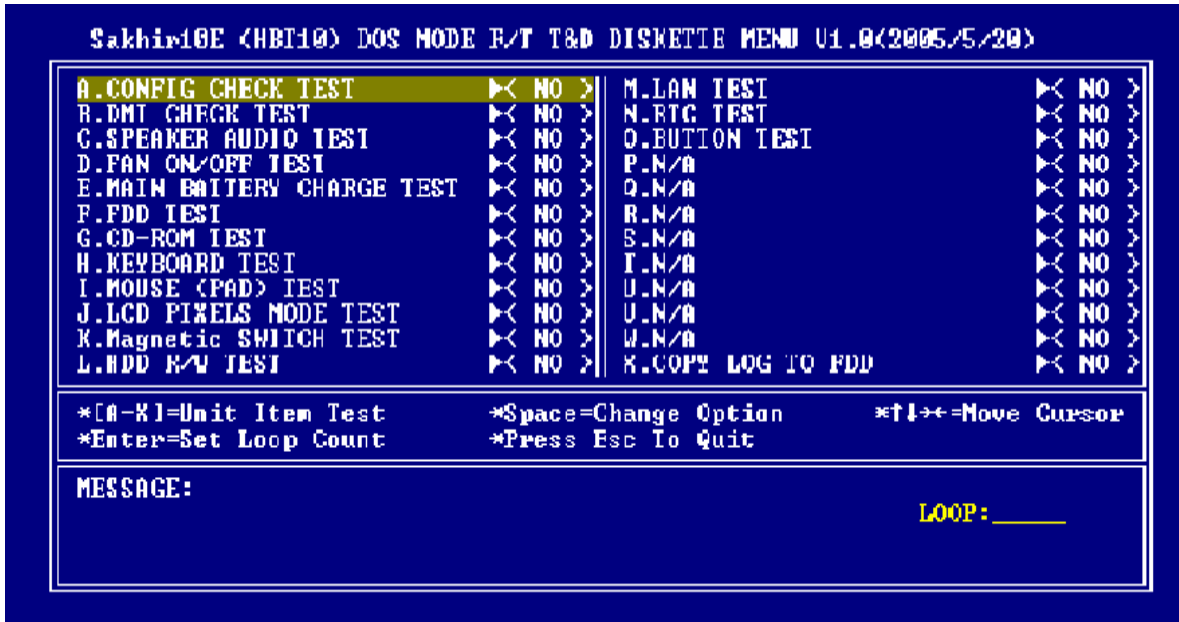 Sakhir10E (HBT10) DOS MODE R/T T&D DISKETTE MENU V1.0(2005/5/20)
A.CONFIG CHECK TEST ►< NO >
B.DMI CHECK TEST ►< NO >
C.SPEAKER AUDIO TEST ►< NO >
D.FAN ON/OFF TEST ►< NO >
E.MAIN BATTERY CHARGE TEST ►< NO >
F.FDD TEST ►< NO >
G.CD-ROM TEST ►< NO >
H.KEYBOARD TEST ►< NO >
I.MOUSE (PAD) TEST ►< NO >
J.LCD PIXELS MODE TEST ►< NO >
K.Magnetic SWITCH TEST ►< NO >
L.HDD R/W TEST ►< NO >
M.LAN TEST ►< NO >
N.RTC TEST ►< NO >
O.BUTTON TEST ►< NO >
P.N/A ►< NO >
Q.N/A ►< NO >
R.N/A ►< NO >
S.N/A ►< NO >
T.N/A ►< NO >
U.N/A ►< NO >
V.N/A ►< NO >
W.N/A ►< NO >
X.COPY LOG TO FDD ►< NO >
*[A-X]=Unit Item Test *Space=Change Option *↑↓→←=Move Cursor
*Enter=Set Loop Count *Press Esc To Quit
MESSAGE:
LOOP:______